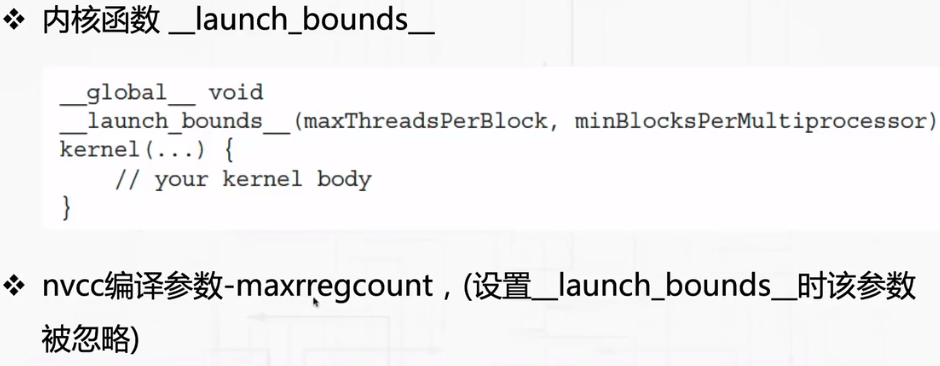 ❖ 内核函数 __launch_bounds__
__global__ void
__launch_bounds__(maxThreadsPerBlock, minBlocksPerMultiprocessor)
kernel(...) {
    // your kernel body
}
❖ nvcc编译参数-maxrregcount，(设置__launch_bounds__时该参数
被忽略)